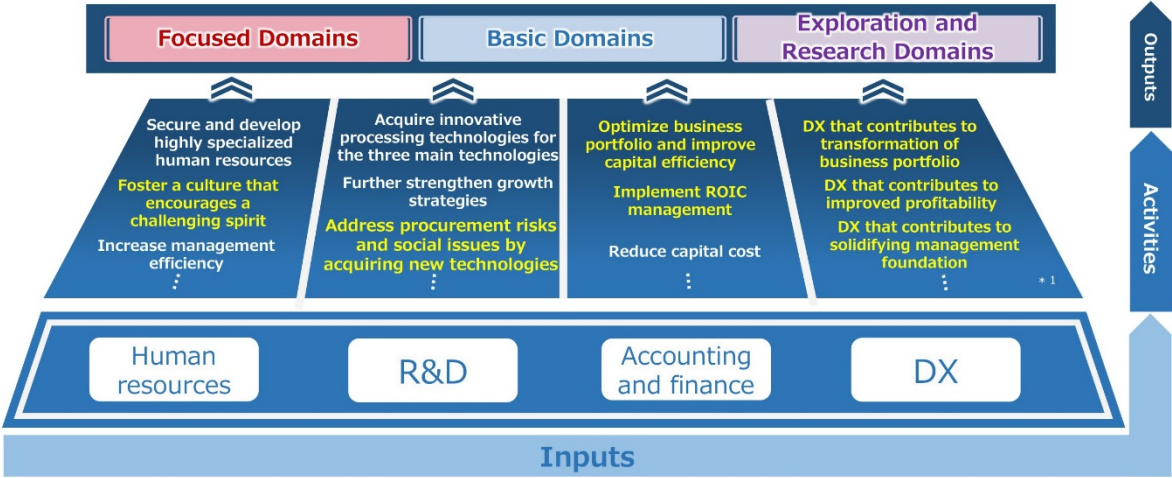 Focused Domains
Basic Domains
Exploration and
Research Domains
Outputs
Secure and develop
highly specialized
human resources
Foster a culture that
encourages a
challenging spirit
Increase management
efficiency
⋮
Acquire innovative
processing technologies for
the three main technologies
Further strengthen growth
strategies
Address procurement risks
and social issues by
acquiring new technologies
⋮
Optimize business
portfolio and improve
capital efficiency
Implement ROIC
management
Reduce capital cost
⋮
DX that contributes to
transformation of
business portfolio
DX that contributes to
improved profitability
DX that contributes to
solidifying management
foundation
⋮
* 1
Activities
Human
resources
R&D
Accounting
and finance
DX
Inputs